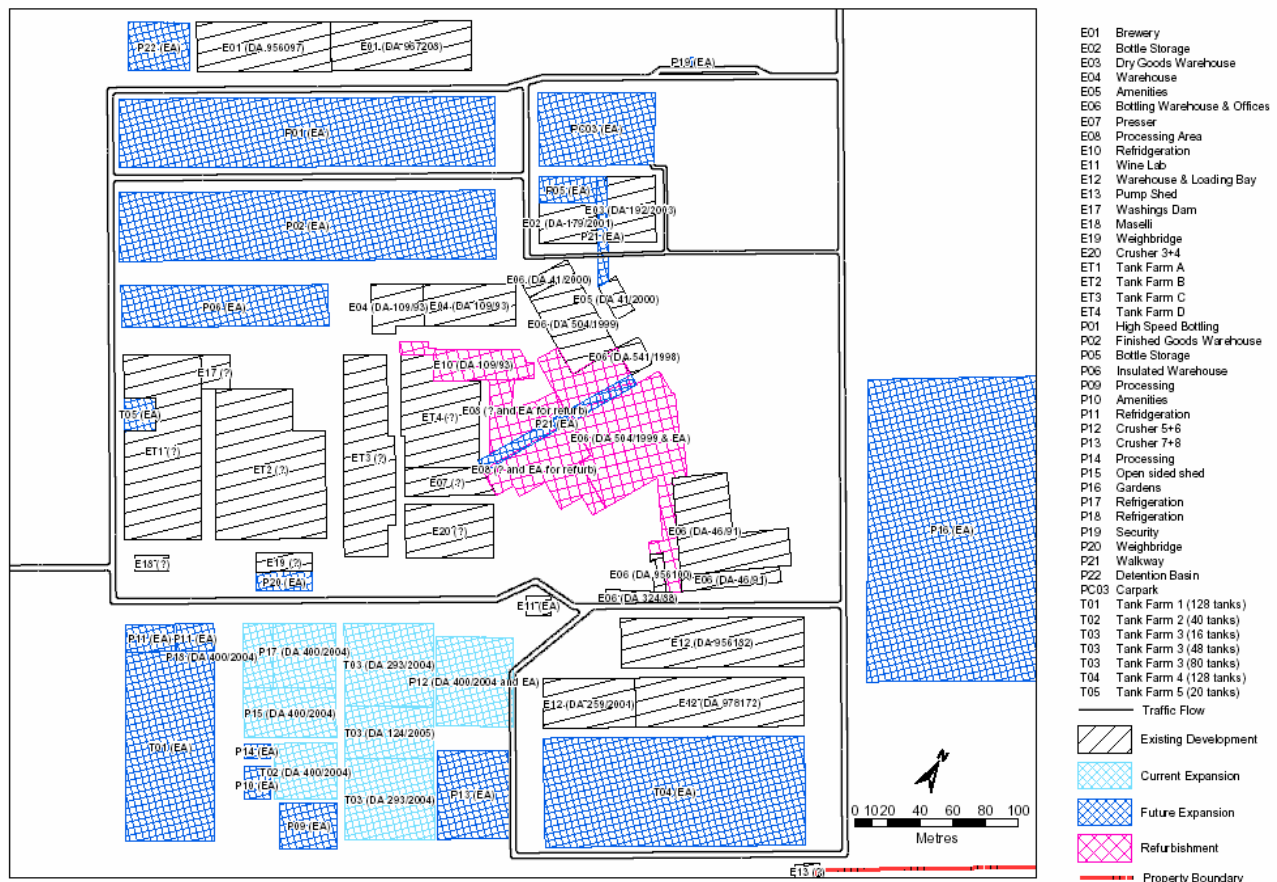 P22 (EA)
E01 (DA 956097)
E01 (DA 967208)
P19 (EA)
P01 (EA)
PC03 (EA)
P05 (EA)
E03 (DA 192/2003)
E02 (DA 179/2001)
P02 (EA)
P21 (EA)
E06 (DA 41/2000)
E05 (DA 41/2000)
P06 (EA)
E04 (DA 109/93)
E04 (DA 109/93)
E06 (DA 504/1999)
E06 (DA 541/1998)
E10 (DA 109/93)
E17 (?)
T05 (EA)
ET4 (?)
E08 (? and EA for refurb)
P21 (EA)
E06 (DA 504/1999 & EA)
ET1 (?)
ET3 (?)
ET2 (?)
E08 (? and EA for refurb)
E07 (?)
E20 (?)
E06 (DA 46/91)
P16 (EA)
E18 (?)
E19 (?)
P20 (EA)
E06 (DA 956100)
E06 (DA 46/91)
E06 (DA 324/88)
E11 (EA)
P11 (EA)
P11 (EA)
P18 (DA 400/2004)
P17 (DA 400/2004)
T03 (DA 293/2004)
P12 (DA 400/2004 and EA)
E12 (DA 956182)
E12 (DA 259/2004)
E12 (DA 978172)
P15 (DA 400/2004)
T03 (DA 124/2005)
T01 (EA)
P14 (EA)
T02 (DA 400/2004)
P10 (EA)
T03 (DA 293/2004)
P13 (EA)
T04 (EA)
P09 (EA)
E13 (?)
0 10 20 40 60 80 100
Metres
E01 Brewery
E02 Bottle Storage
E03 Dry Goods Warehouse
E04 Warehouse
E05 Amenities
E06 Bottling Warehouse & Offices
E07 Presser
E08 Processing Area
E10 Refridgeration
E11 Wine Lab
E12 Warehouse & Loading Bay
E13 Pump Shed
E17 Washings Dam
E18 Maselli
E19 Weighbridge
E20 Crusher 3+4
ET1 Tank Farm A
ET2 Tank Farm B
ET3 Tank Farm C
ET4 Tank Farm D
P01 High Speed Bottling
P02 Finished Goods Warehouse
P05 Bottle Storage
P06 Insulated Warehouse
P09 Processing
P10 Amenities
P11 Refridgeration
P12 Crusher 5+6
P13 Crusher 7+8
P14 Processing
P15 Open sided shed
P16 Gardens
P17 Refrigeration
P18 Refrigeration
P19 Security
P20 Weighbridge
P21 Walkway
P22 Detention Basin
PC03 Carpark
T01 Tank Farm 1 (128 tanks)
T02 Tank Farm 2 (40 tanks)
T03 Tank Farm 3 (16 tanks)
T03 Tank Farm 3 (48 tanks)
T03 Tank Farm 3 (80 tanks)
T04 Tank Farm 4 (128 tanks)
T05 Tank Farm 5 (20 tanks)
Traffic Flow
Existing Development
Current Expansion
Future Expansion
Refurbishment
Property Boundary